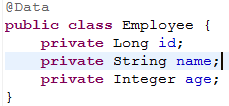 @Data
public class Employee {
    private Long id;
    private String name;
    private Integer age;
}